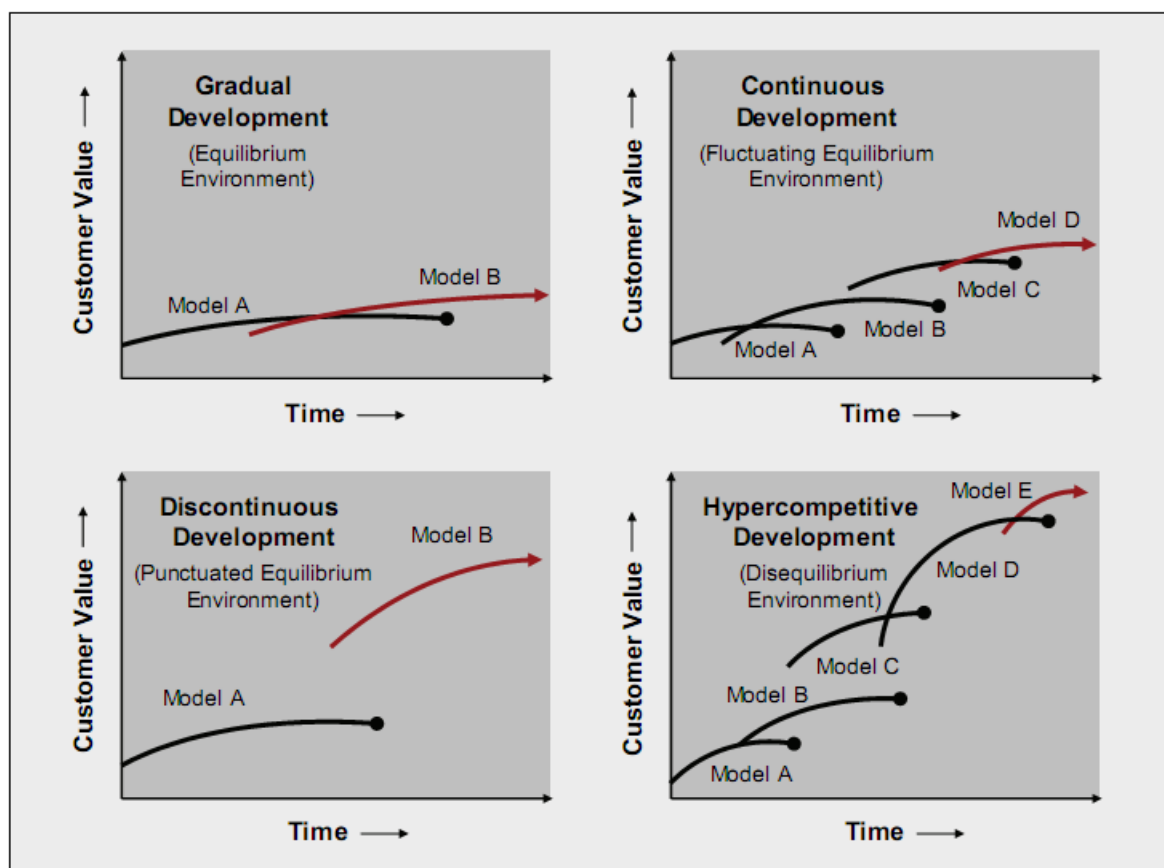 Customer Value
Gradual
Development
(Equilibrium
Environment)
Model A
Model B
Time
Customer Value
Continuous
Development
(Fluctuating Equilibrium
Environment)
Model D
Model C
Model B
Model A
Time
Customer Value
Discontinuous
Development
(Punctuated Equilibrium
Environment)
Model B
Model A
Time
Customer Value
Hypercompetitive
Development
(Disequilibrium
Environment)
Model E
Model D
Model C
Model B
Model A
Time